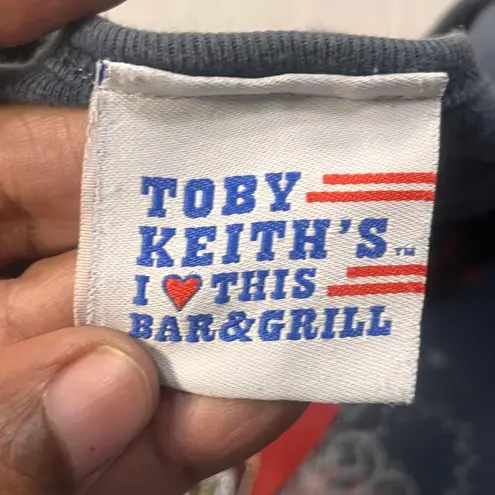 TOBY
KEITH'S™
I ❤ THIS
BAR&GRILL